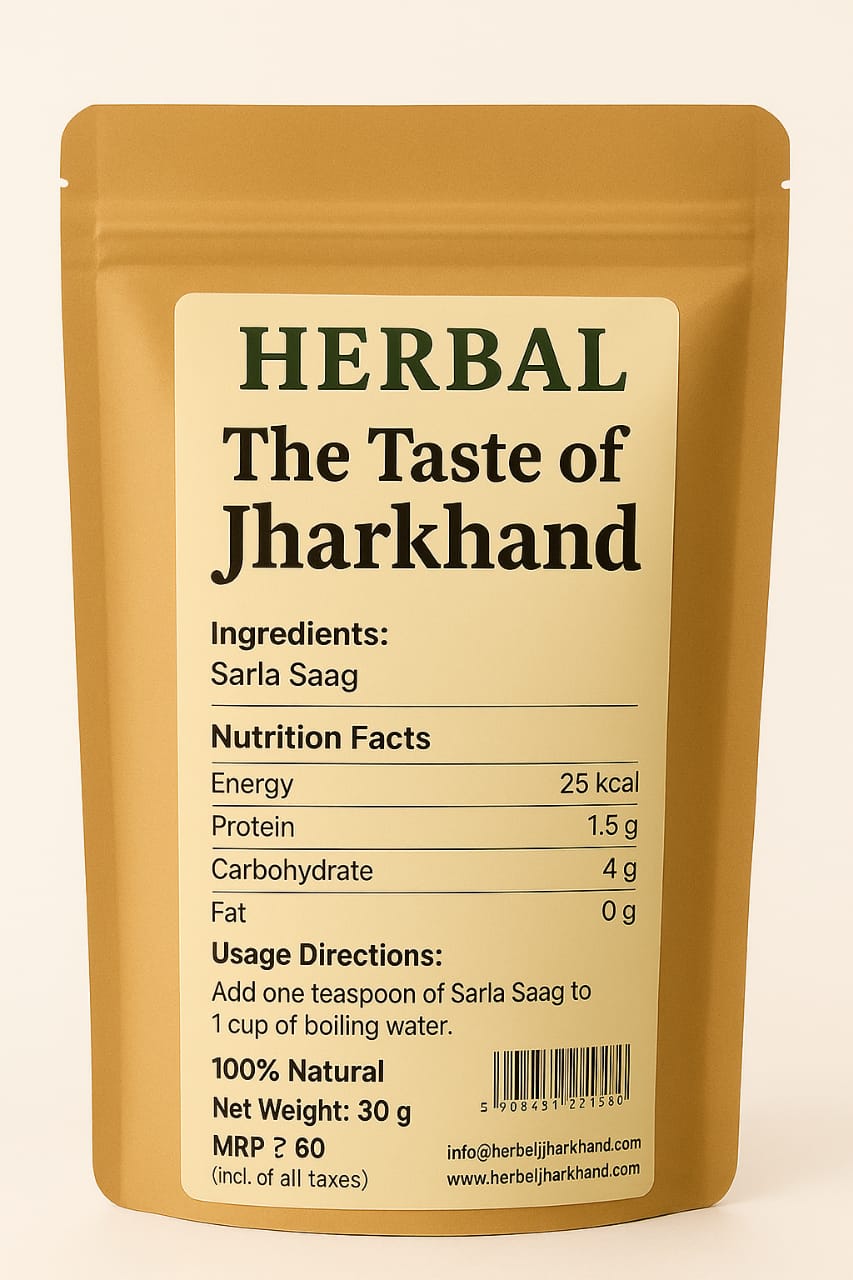 HERBAL
The Taste of
Jharkhand
Ingredients:
Sarla Saag
Nutrition Facts
Energy 25 kcal
Protein 1.5 g
Carbohydrate 4 g
Fat 0 g
Usage Directions:
Add one teaspoon of Sarla Saag to
1 cup of boiling water.
100% Natural
Net Weight: 30 g
MRP ? 60
(incl. of all taxes)
5 908491 221580
info@herbeljjharkhand.com
www.herbeljharkhand.com